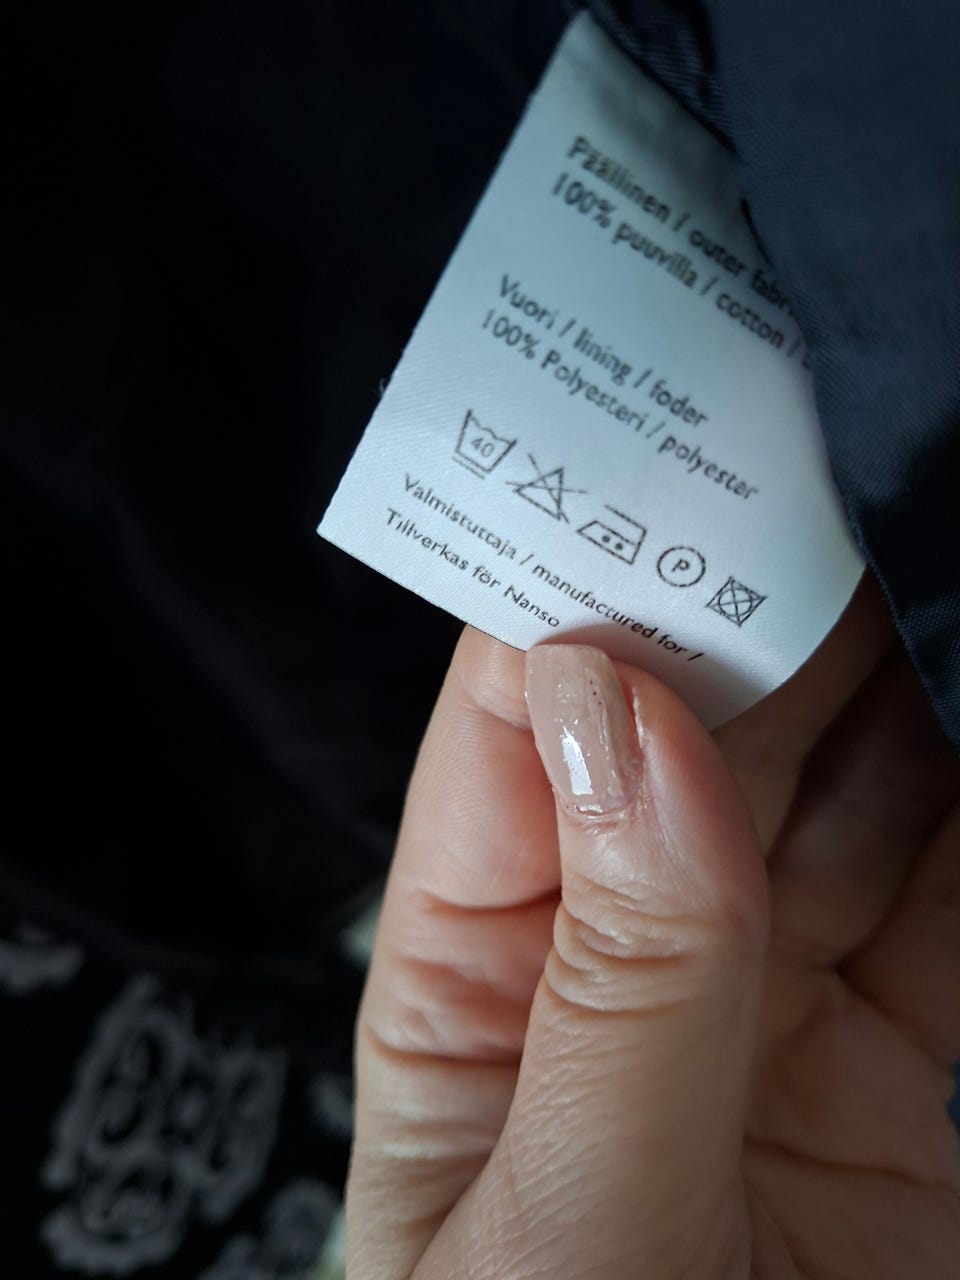 Päällinen / outer
100% puuvilla / cotton /
Vuori / lining / foder
100% Polyesteri / polyester
40
P
Valmistuttaja / manufactured for /
Tillverkas för Nanso